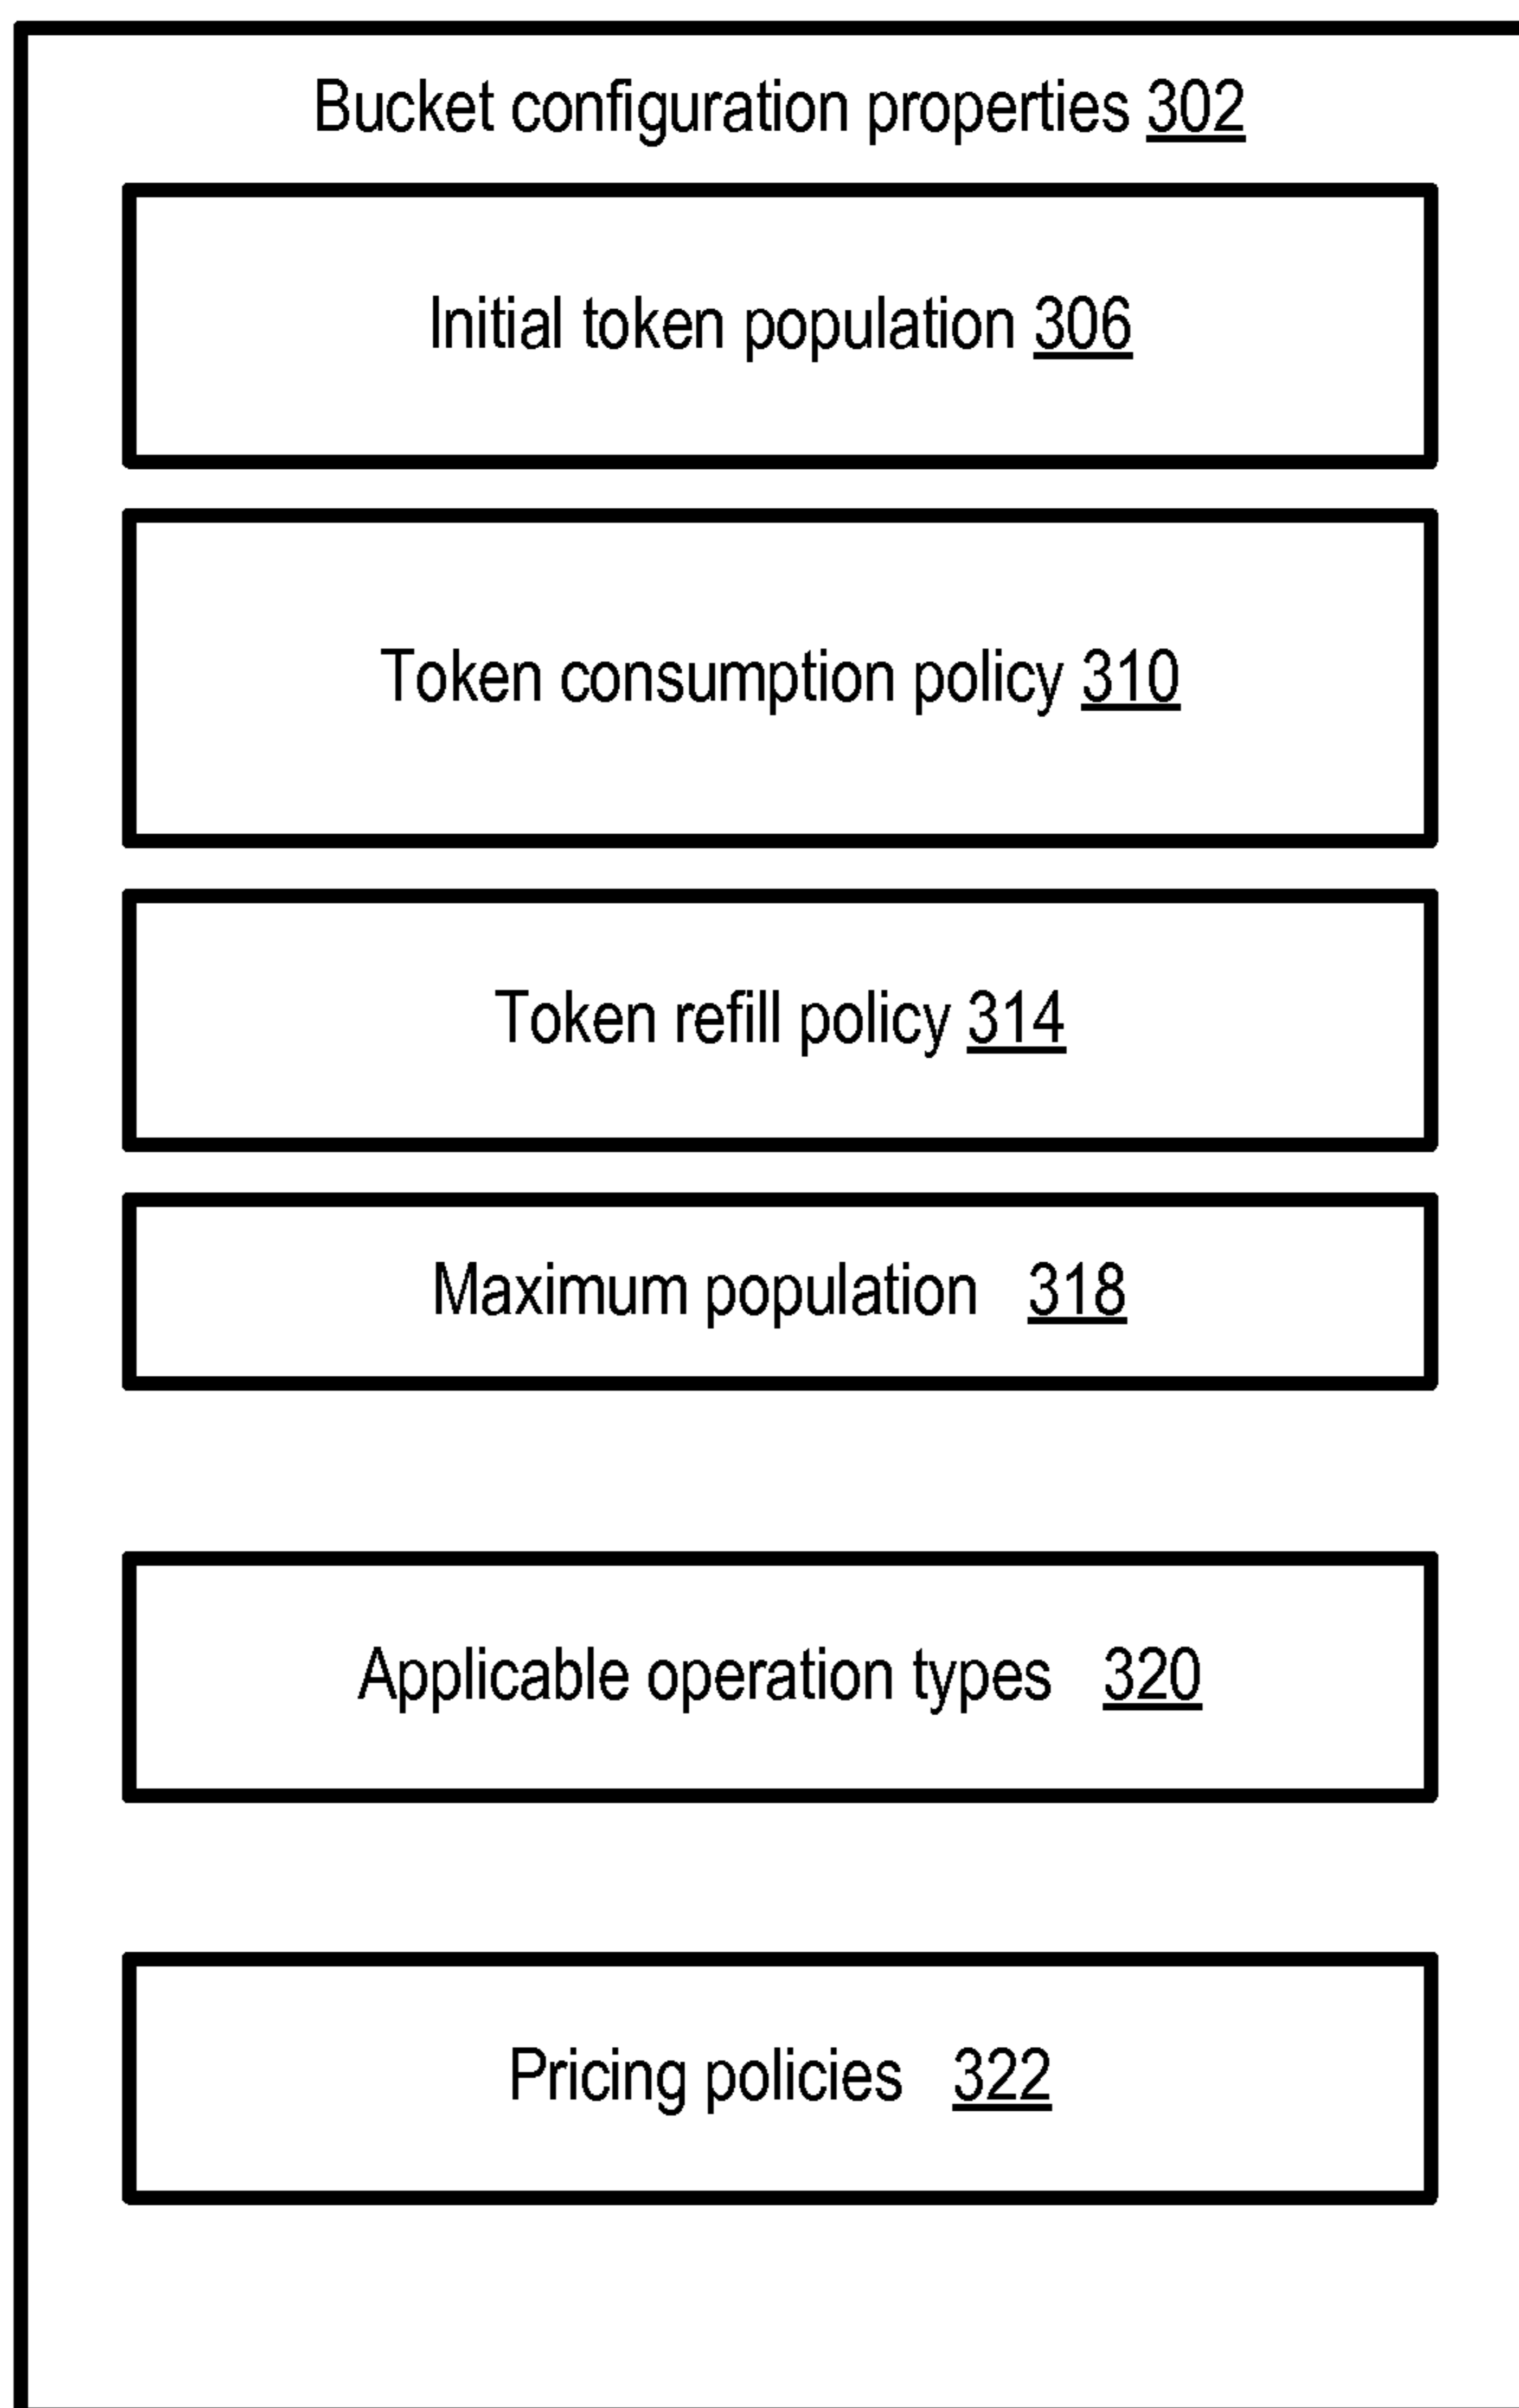 Bucket configuration properties 302
Initial token population 306
Token consumption policy 310
Token refill policy 314
Maximum population 318
Applicable operation types 320
Pricing policies 322